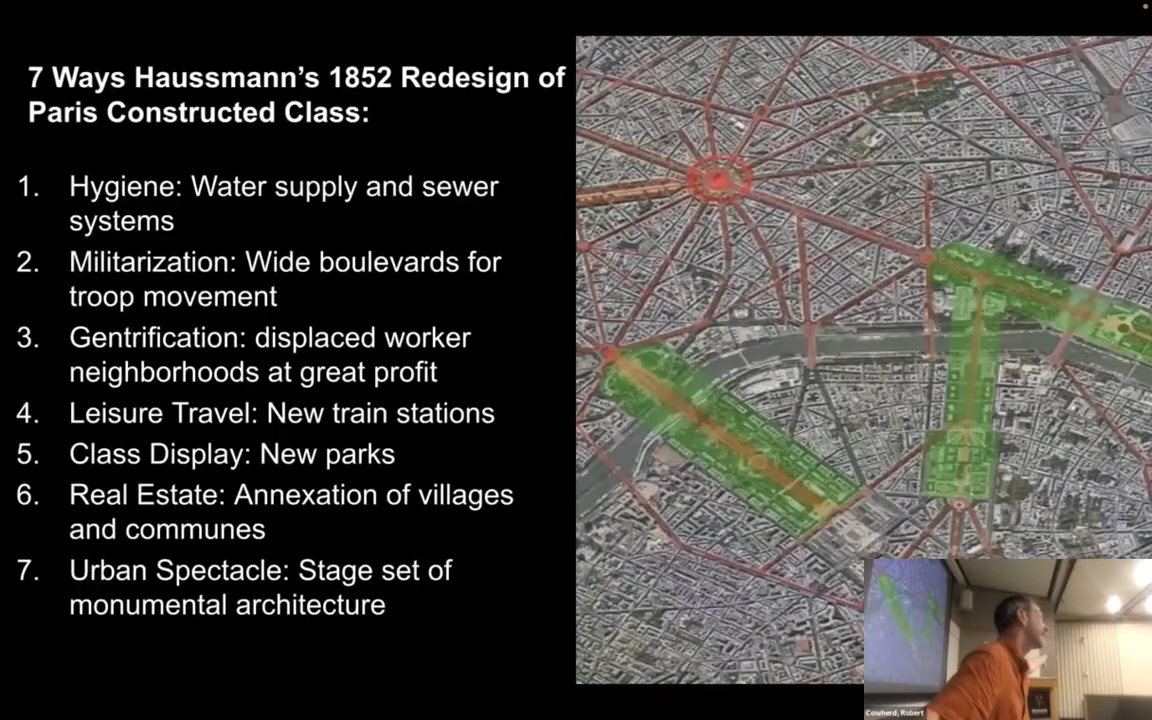 7 Ways Haussmann's 1852 Redesign of
Paris Constructed Class:
1. Hygiene: Water supply and sewer
systems
2. Militarization: Wide boulevards for
troop movement
3. Gentrification: displaced worker
neighborhoods at great profit
4. Leisure Travel: New train stations
5. Class Display: New parks
6. Real Estate: Annexation of villages
and communes
7. Urban Spectacle: Stage set of
monumental architecture
Cowherd, Robert